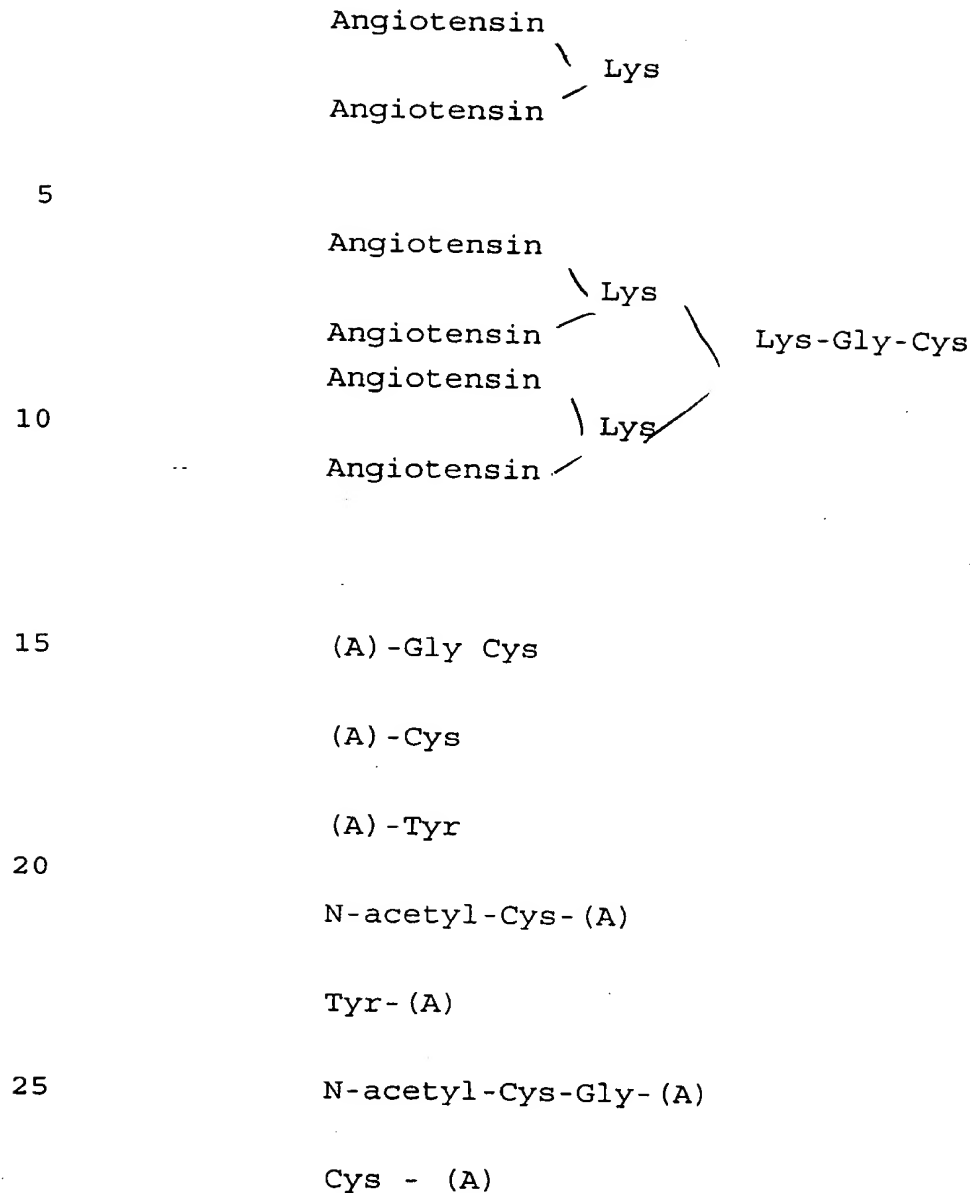 Angiotensin
Lys
Angiotensin
5
Angiotensin
Lys
Angiotensin
Lys-Gly-Cys
Angiotensin
10
Lys
Angiotensin
15 (A)-Gly Cys
(A)-Cys
(A)-Tyr
20
N-acetyl-Cys-(A)
Tyr-(A)
25 N-acetyl-Cys-Gly-(A)
Cys - (A)